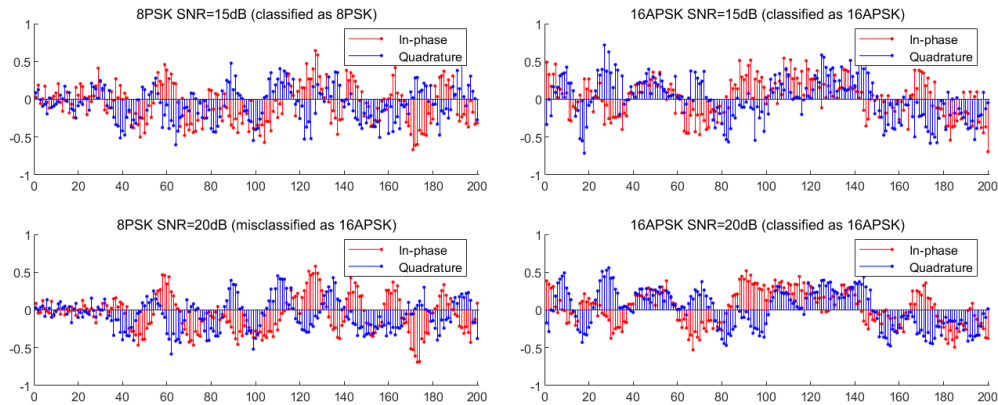 8PSK SNR=15dB (classified as 8PSK)
1
0.5
0
-0.5
-1
0 20 40 60 80 100 120 140 160 180 200
In-phase
Quadrature
16APSK SNR=15dB (classified as 16APSK)
1
0.5
0
-0.5
-1
0 20 40 60 80 100 120 140 160 180 200
In-phase
Quadrature
8PSK SNR=20dB (misclassified as 16APSK)
1
0.5
0
-0.5
-1
0 20 40 60 80 100 120 140 160 180 200
In-phase
Quadrature
16APSK SNR=20dB (classified as 16APSK)
1
0.5
0
-0.5
-1
0 20 40 60 80 100 120 140 160 180 200
In-phase
Quadrature